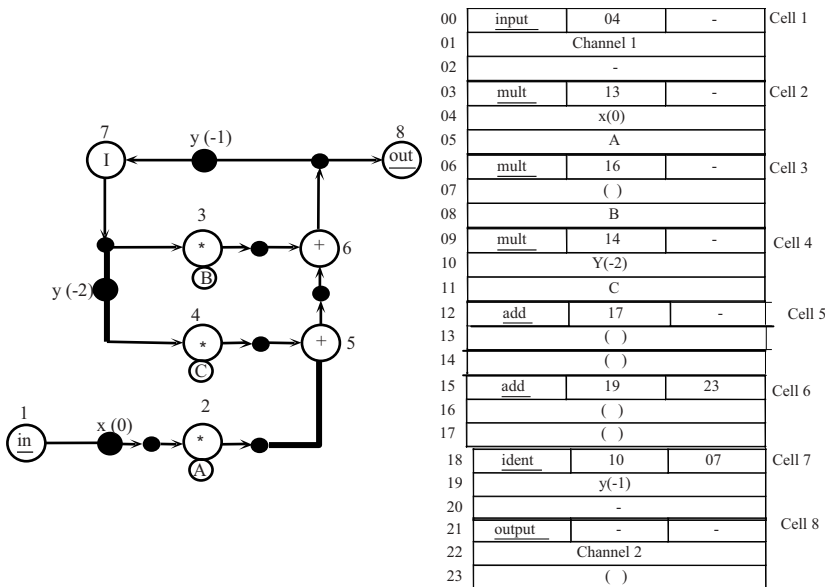 7
I
y (-1)
8
out
3
*
B
6
+
y (-2)
4
*
C
5
+
1
in
x (0)
2
*
A
00 input 04 - Cell 1
01 Channel 1
02 -
03 mult 13 - Cell 2
04 x(0)
05 A
06 mult 16 - Cell 3
07 ( )
08 B
09 mult 14 - Cell 4
10 Y(-2)
11 C
12 add 17 - Cell 5
13 ( )
14 ( )
15 add 19 23 Cell 6
16 ( )
17 ( )
18 ident 10 07 Cell 7
19 y(-1)
20 -
21 output - - Cell 8
22 Channel 2
23 ( )